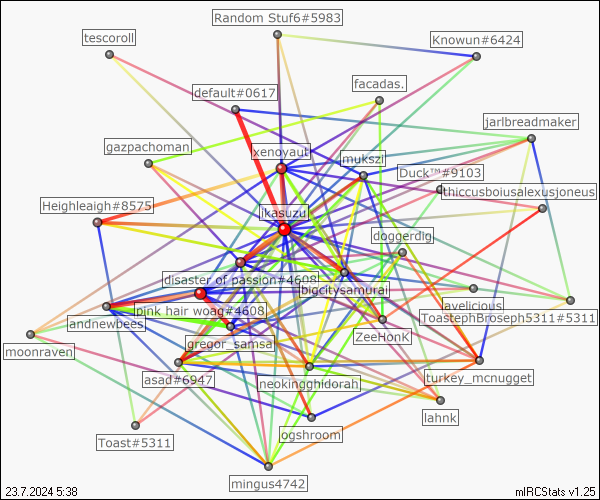 Random Stuf6#5983
tescoroll
Knowun#6424
facadas.
default#0617
jarlbreadmaker
gazpachoman
xenoyaut
mukszi
Duck™#9103
thiccusboiusalexusjoneus
Heighleaigh#8575
ikasuzu
doggerdig
disaster of passion#4608
bigcitysamurai
avelicious
pink hair woag#4608
ToastephBroseph5311#5311
andnewbees
gregor_samsa
ZeeHonK
moonraven
asad#6947
neokingghidorah
turkey_mcnugget
lahnk
Toast#5311
ogshroom
mingus4742
23.7.2024 5:38
mIRCStats v1.25